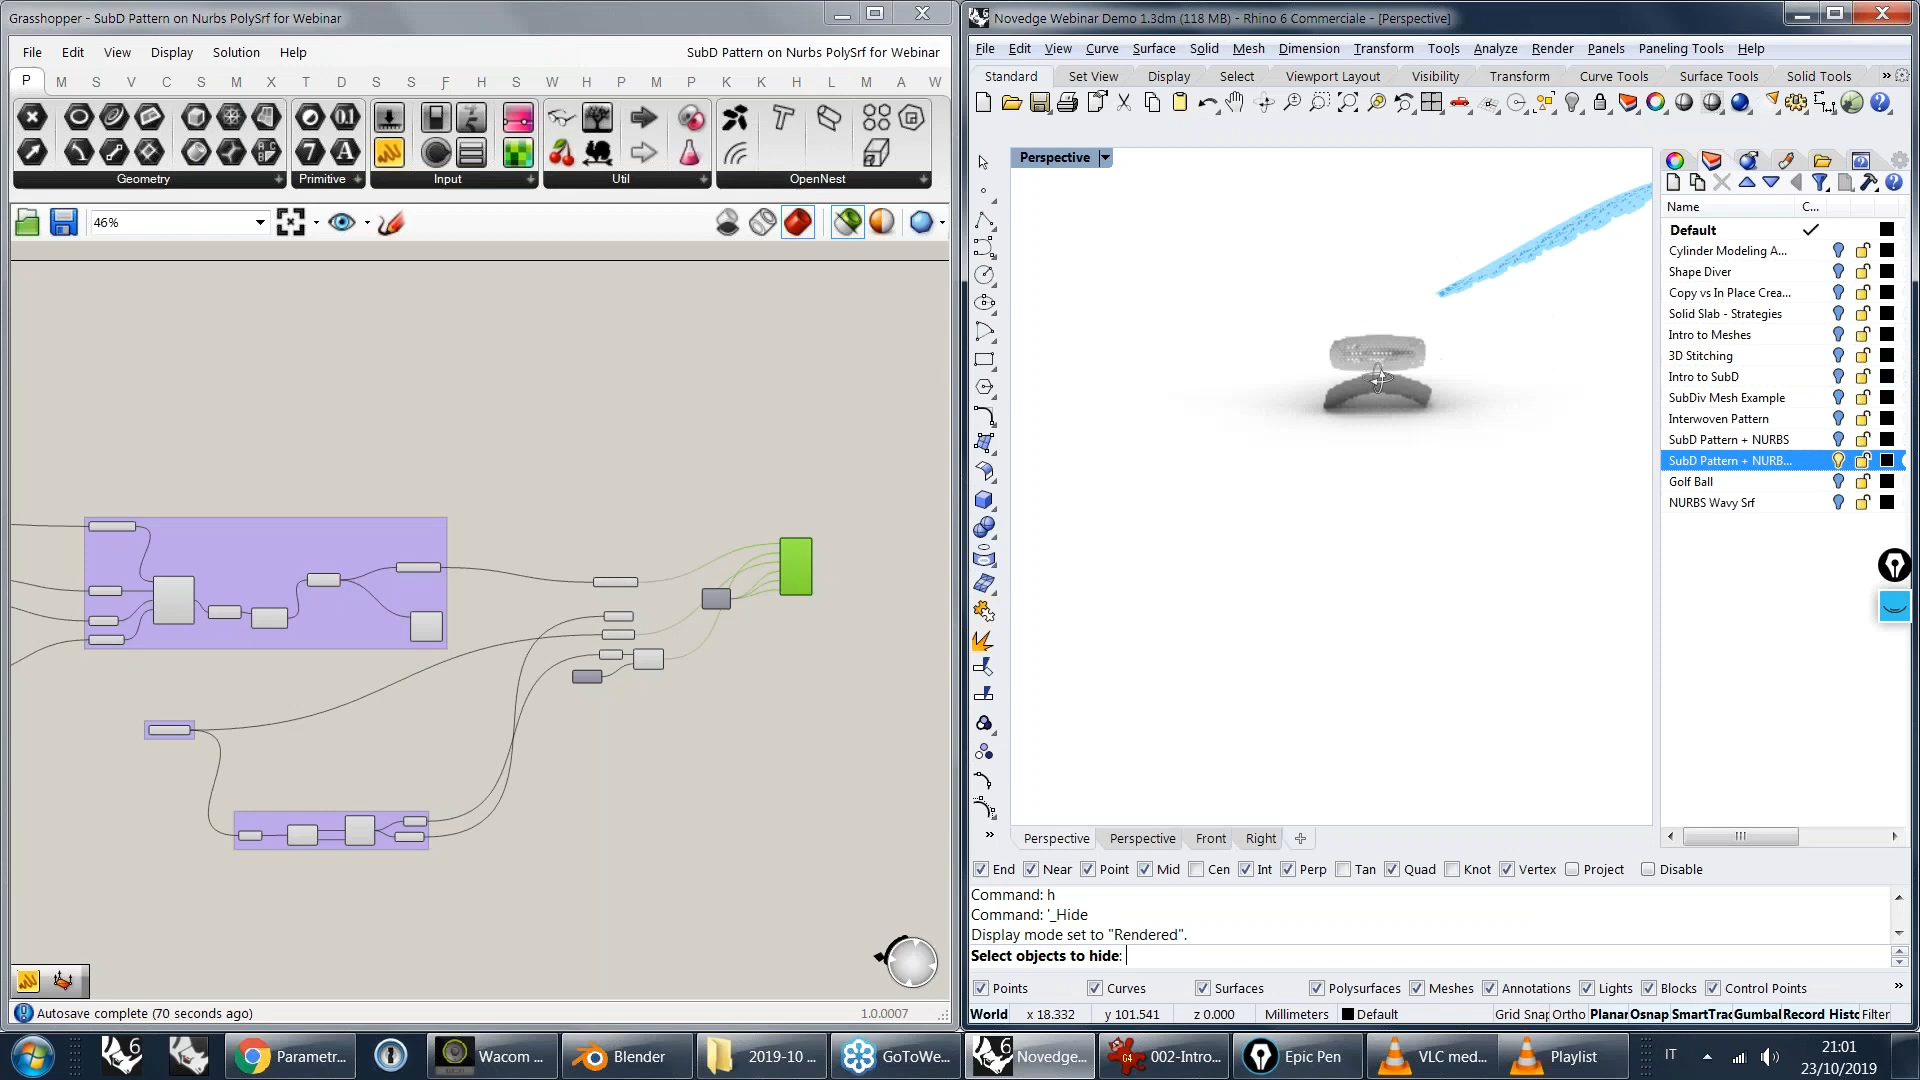 Grasshopper - SubD Pattern on Nurbs PolySrf for Webinar
File Edit View Display Solution Help
SubD Pattern on Nurbs PolySrf for Webinar
P M S V C S M X T D S F H S W H P M P K K H L M A W
Geometry
Primitive
Input
Util
OpenNest
46%
Autosave complete (70 seconds ago)
1.0.0007
Novedge Webinar Demo 1.3dm (118 MB) - Rhino 6 Commerciale - [Perspective]
File Edit View Curve Surface Solid Mesh Dimension Transform Tools Analyze Render Panels Paneling Tools Help
Standard Set View Display Select Viewport Layout Visibility Transform Curve Tools Surface Tools Solid Tools »
Perspective
Name C...
Default
Cylinder Modeling A...
Shape Diver
Copy vs In Place Crea...
Solid Slab - Strategies
Intro to Meshes
3D Stitching
Intro to SubD
SubDiv Mesh Example
Interwoven Pattern
SubD Pattern + NURBS
SubD Pattern + NURB...
Golf Ball
NURBS Wavy Srf
Perspective Perspective Front Right
End Near Point Mid Cen Int Perp Tan Quad Knot Vertex Project Disable
Command: h
Command: '_Hide
Display mode set to "Rendered".
Select objects to hide:
Points Curves Surfaces Polysurfaces Meshes Annotations Lights Blocks Control Points »
World x 18.332 y 101.541 z 0.000 Millimeters Default Grid Snap Ortho Planar Osnap SmartTrac Gumbal Record Histo Filter
Parametr...
Wacom ...
Blender
2019-10 ...
GoToWe...
Novedge...
002-Intro...
Epic Pen
VLC med...
Playlist
IT
21:01
23/10/2019